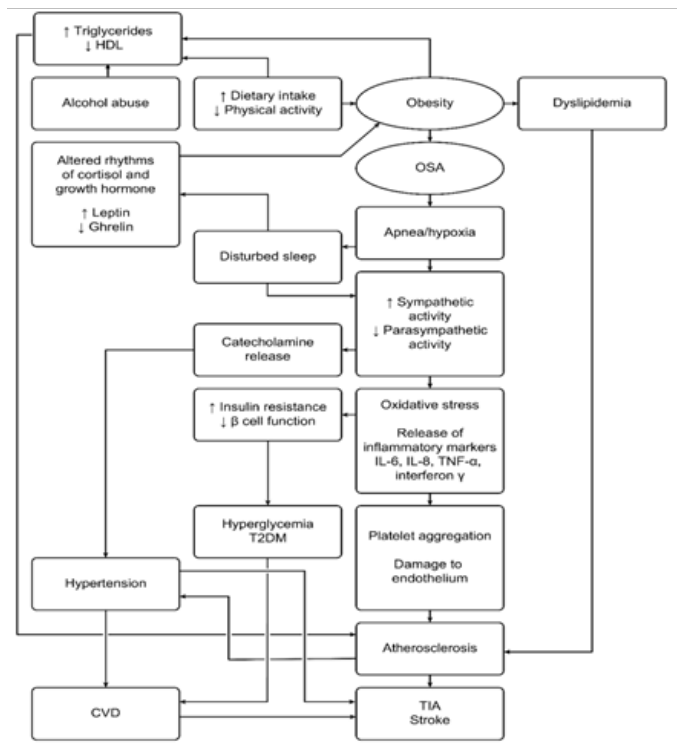 ↑ Triglycerides
↓ HDL
Alcohol abuse
↑ Dietary intake
↓ Physical activity
Obesity
Dyslipidemia
Altered rhythms
of cortisol and
growth hormone
↑ Leptin
↓ Ghrelin
OSA
Apnea/hypoxia
Disturbed sleep
↑ Sympathetic
activity
↓ Parasympathetic
activity
Catecholamine
release
↑ Insulin resistance
↓ β cell function
Oxidative stress
Release of
inflammatory markers
IL-6, IL-8, TNF-α,
interferon γ
Hyperglycemia
T2DM
Platelet aggregation
Damage to
endothelium
Hypertension
Atherosclerosis
CVD
TIA
Stroke